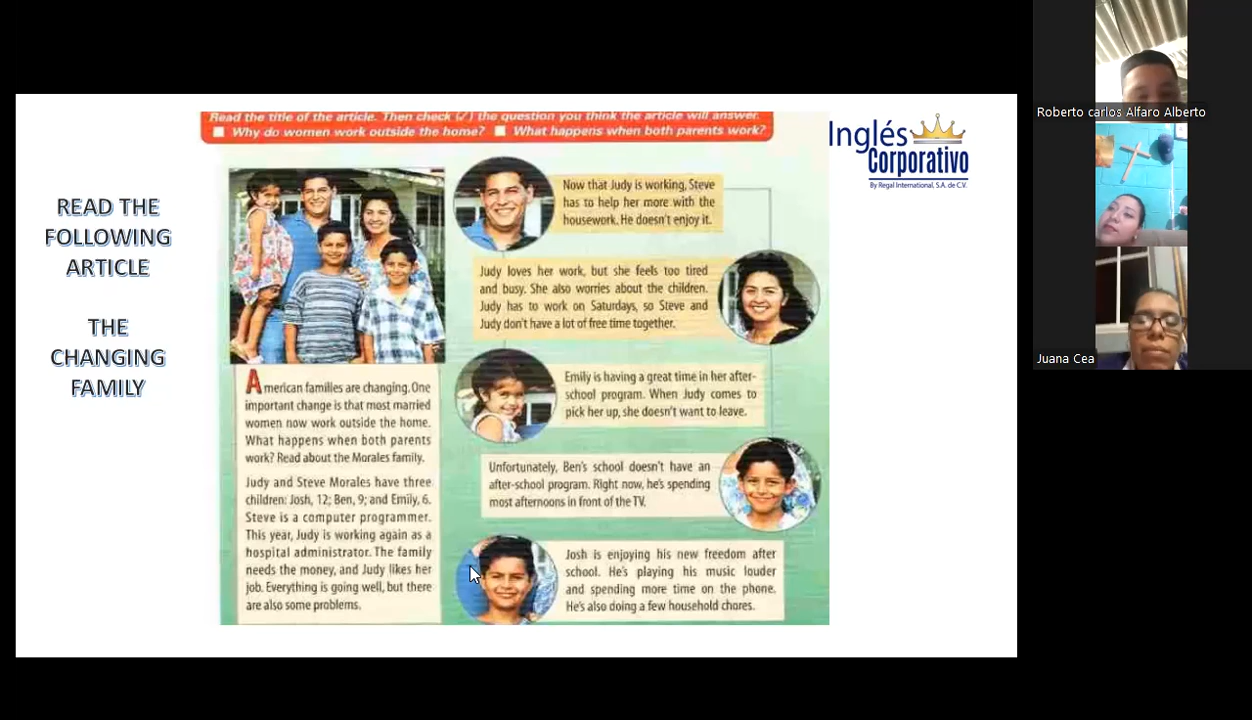 READ THE
FOLLOWING
ARTICLE
THE
CHANGING
FAMILY
Read the title of the article. Then check (✓) the question you think the article will answer.
Why do women work outside the home? What happens when both parents work?
Inglés
Corporativo
By Regal International, S.A. de C.V.
American families are changing. One
important change is that most married
women now work outside the home.
What happens when both parents
work? Read about the Morales family.
Judy and Steve Morales have three
children: Josh, 12; Ben, 9; and Emily, 6.
Steve is a computer programmer.
This year, Judy is working again as a
hospital administrator. The family
needs the money, and Judy likes her
job. Everything is going well, but there
are also some problems.
Now that Judy is working, Steve
has to help her more with the
housework. He doesn't enjoy it.
Judy loves her work, but she feels too tired
and busy. She also worries about the children.
Judy has to work on Saturdays, so Steve and
Judy don't have a lot of free time together.
Emily is having a great time in her after-
school program. When Judy comes to
pick her up, she doesn't want to leave.
Unfortunately, Ben's school doesn't have an
after-school program. Right now, he's spending
most afternoons in front of the TV.
Josh is enjoying his new freedom after
school. He's playing his music louder
and spending more time on the phone.
He's also doing a few household chores.
Roberto carlos Alfaro Alberto
Juana Cea